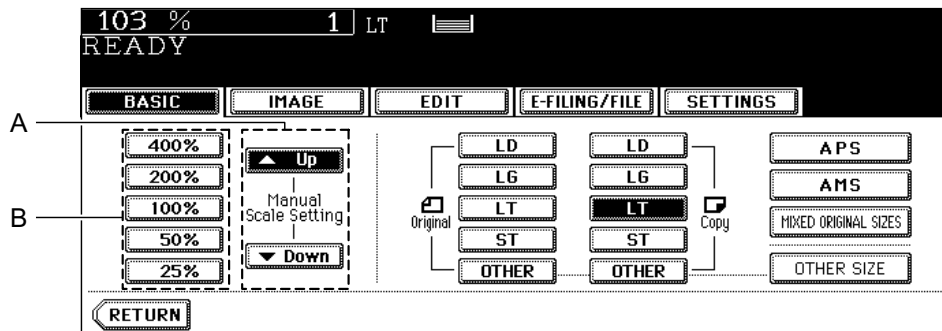 103 % 1 LT
READY
BASIC IMAGE EDIT E-FILING/FILE SETTINGS
A
B
400%
200%
100%
50%
25%
Up
Manual
Scale Setting
Down
Original
LD
LG
LT
ST
OTHER
LD
LG
LT
ST
OTHER
Copy
APS
AMS
MIXED ORIGINAL SIZES
OTHER SIZE
RETURN